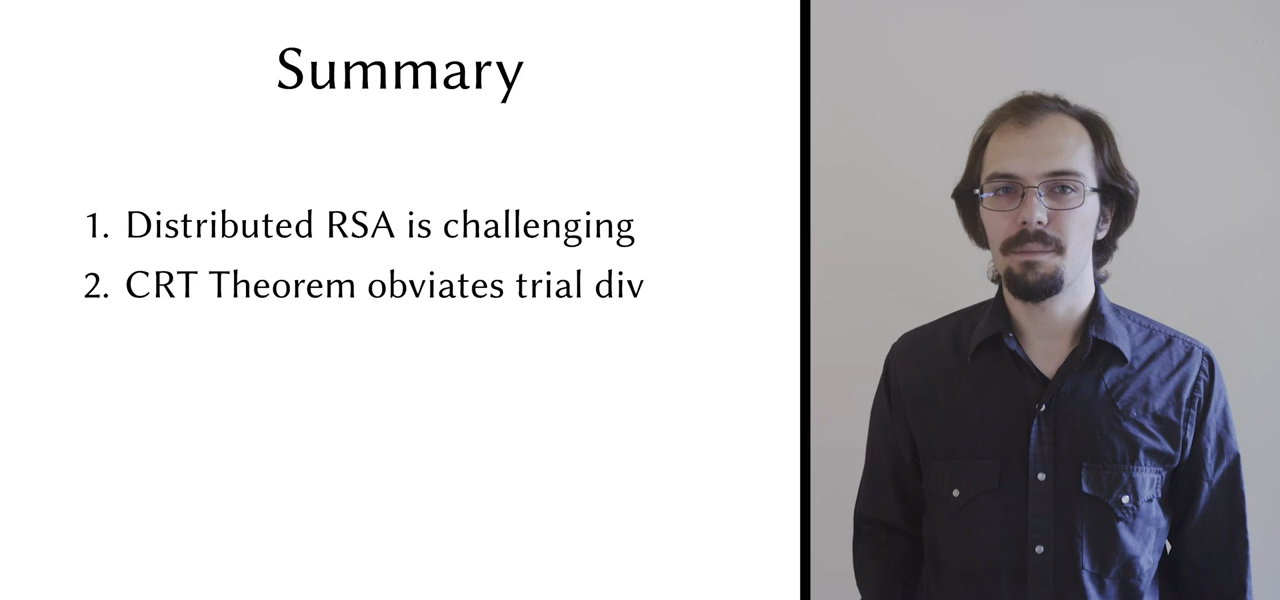 Summary
1. Distributed RSA is challenging
2. CRT Theorem obviates trial div